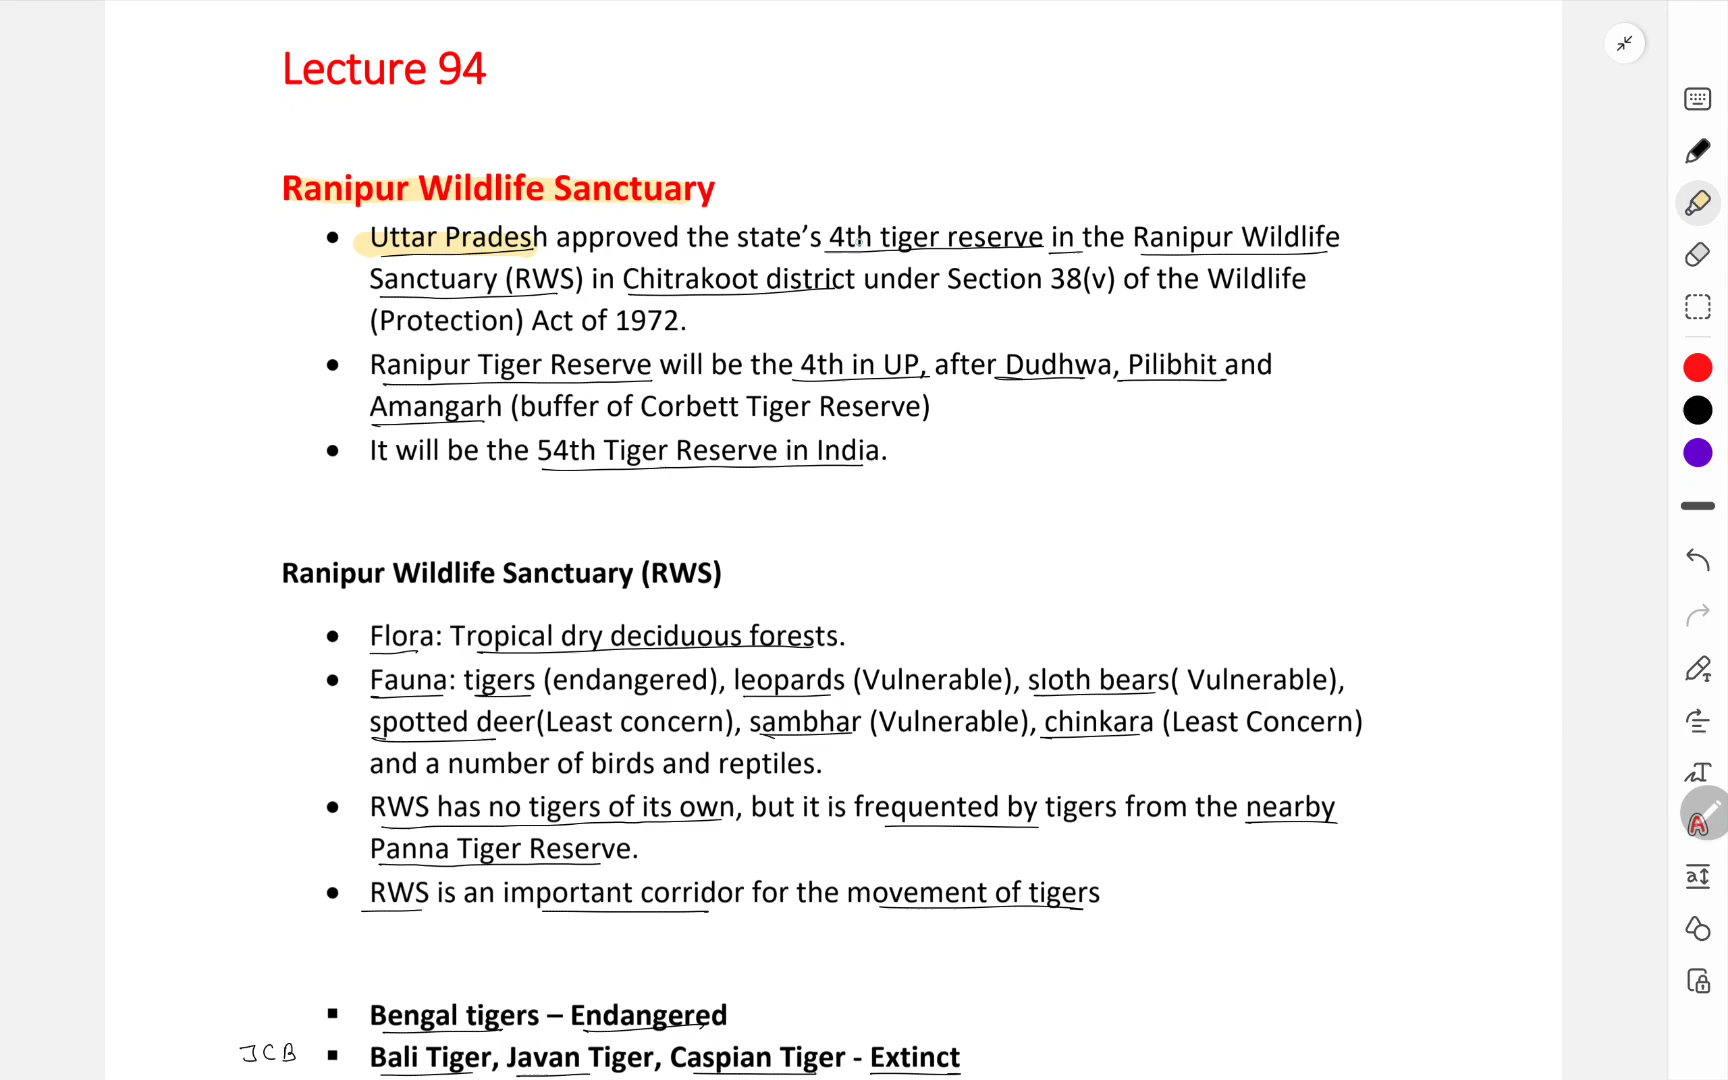 Lecture 94
Ranipur Wildlife Sanctuary
• Uttar Pradesh approved the state’s 4th tiger reserve in the Ranipur Wildlife
Sanctuary (RWS) in Chitrakoot district under Section 38(v) of the Wildlife
(Protection) Act of 1972.
• Ranipur Tiger Reserve will be the 4th in UP, after Dudhwa, Pilibhit and
Amangarh (buffer of Corbett Tiger Reserve)
• It will be the 54th Tiger Reserve in India.
Ranipur Wildlife Sanctuary (RWS)
• Flora: Tropical dry deciduous forests.
• Fauna: tigers (endangered), leopards (Vulnerable), sloth bears( Vulnerable),
spotted deer(Least concern), sambhar (Vulnerable), chinkara (Least Concern)
and a number of birds and reptiles.
• RWS has no tigers of its own, but it is frequented by tigers from the nearby
Panna Tiger Reserve.
• RWS is an important corridor for the movement of tigers
▪ Bengal tigers – Endangered
JCB ▪ Bali Tiger, Javan Tiger, Caspian Tiger - Extinct